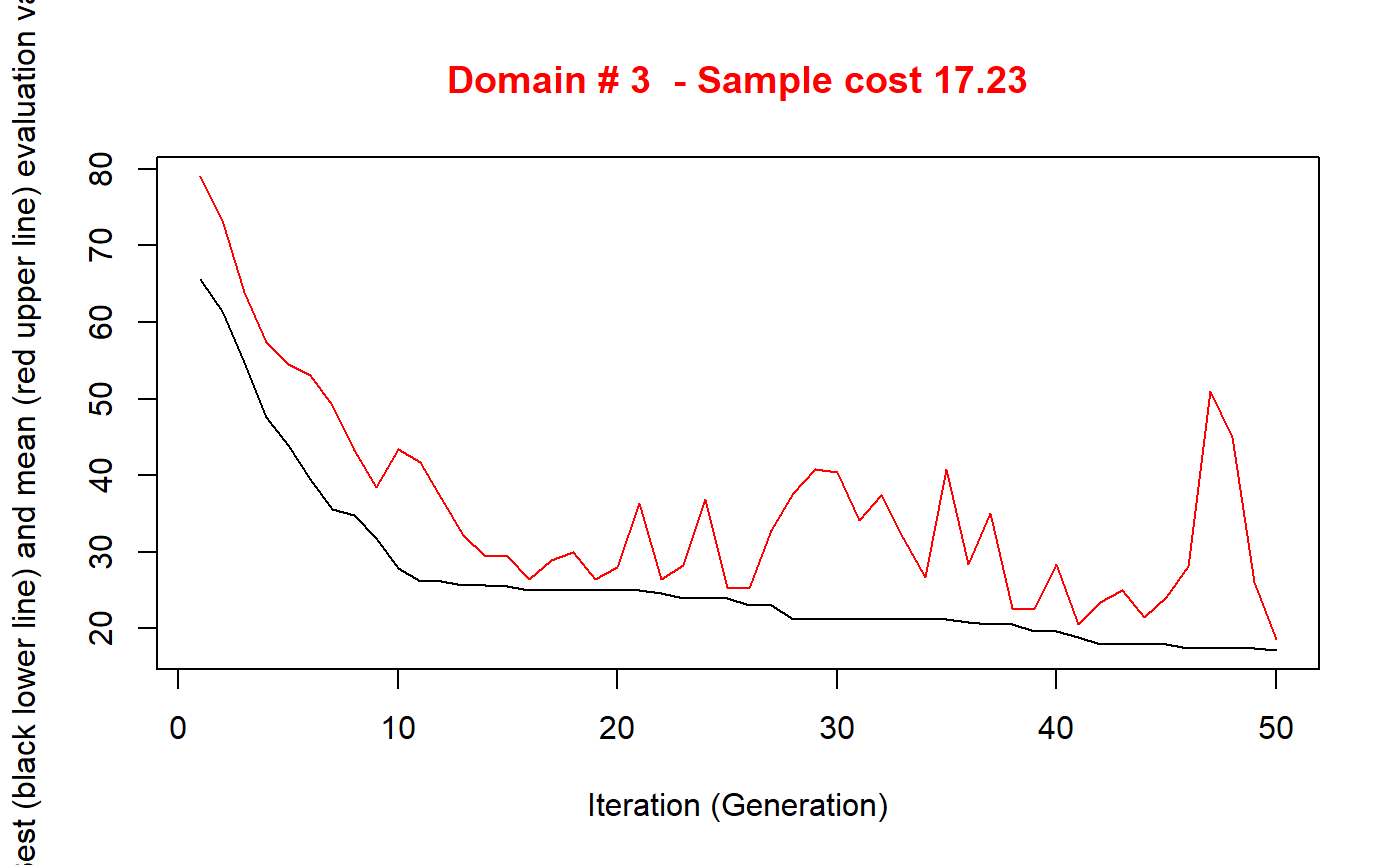 Domain # 3  - Sample cost 17.23
est (black lower line) and mean (red upper line) evaluation va
80
70
60
50
40
30
20
0 10 20 30 40 50
Iteration (Generation)